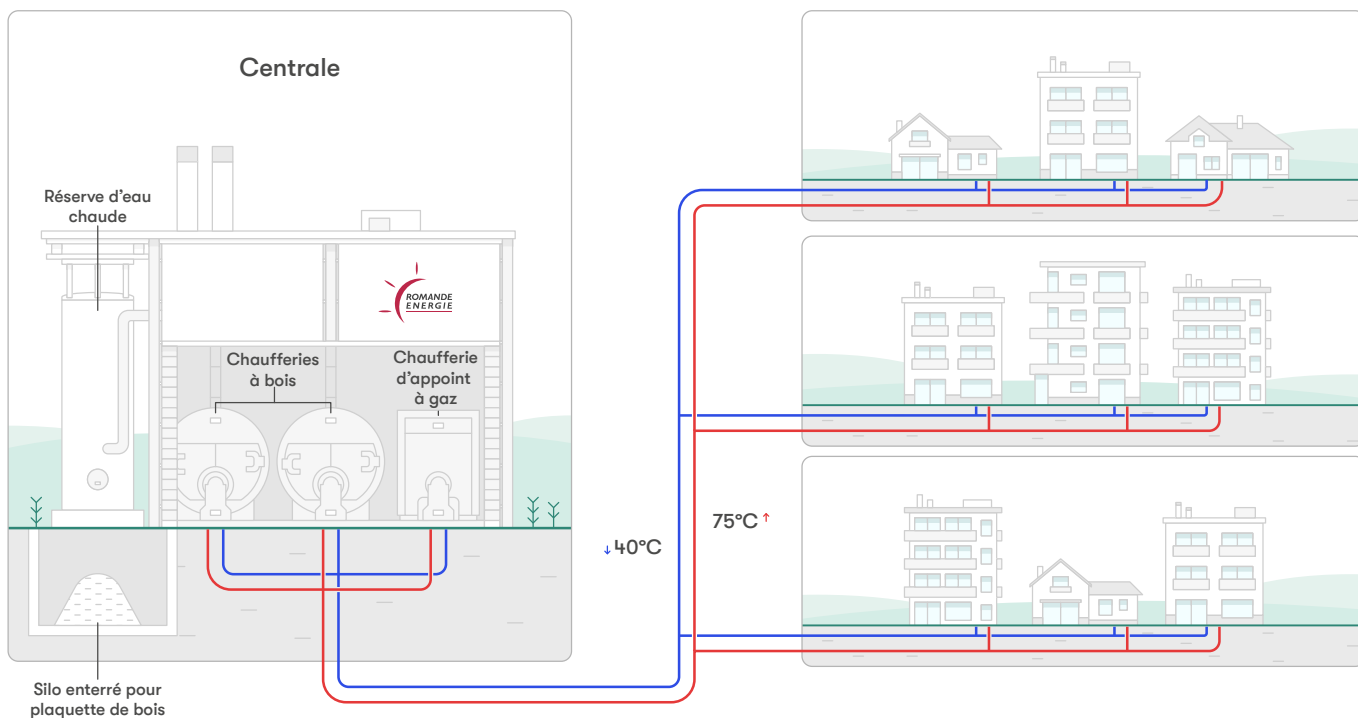 Centrale
Réserve d'eau
chaude
ROMANDE
ENERGIE
Chaufferies
à bois
Chaufferie
d'appoint
à gaz
↓40°C
75°C↑
Silo enterré pour
plaquette de bois